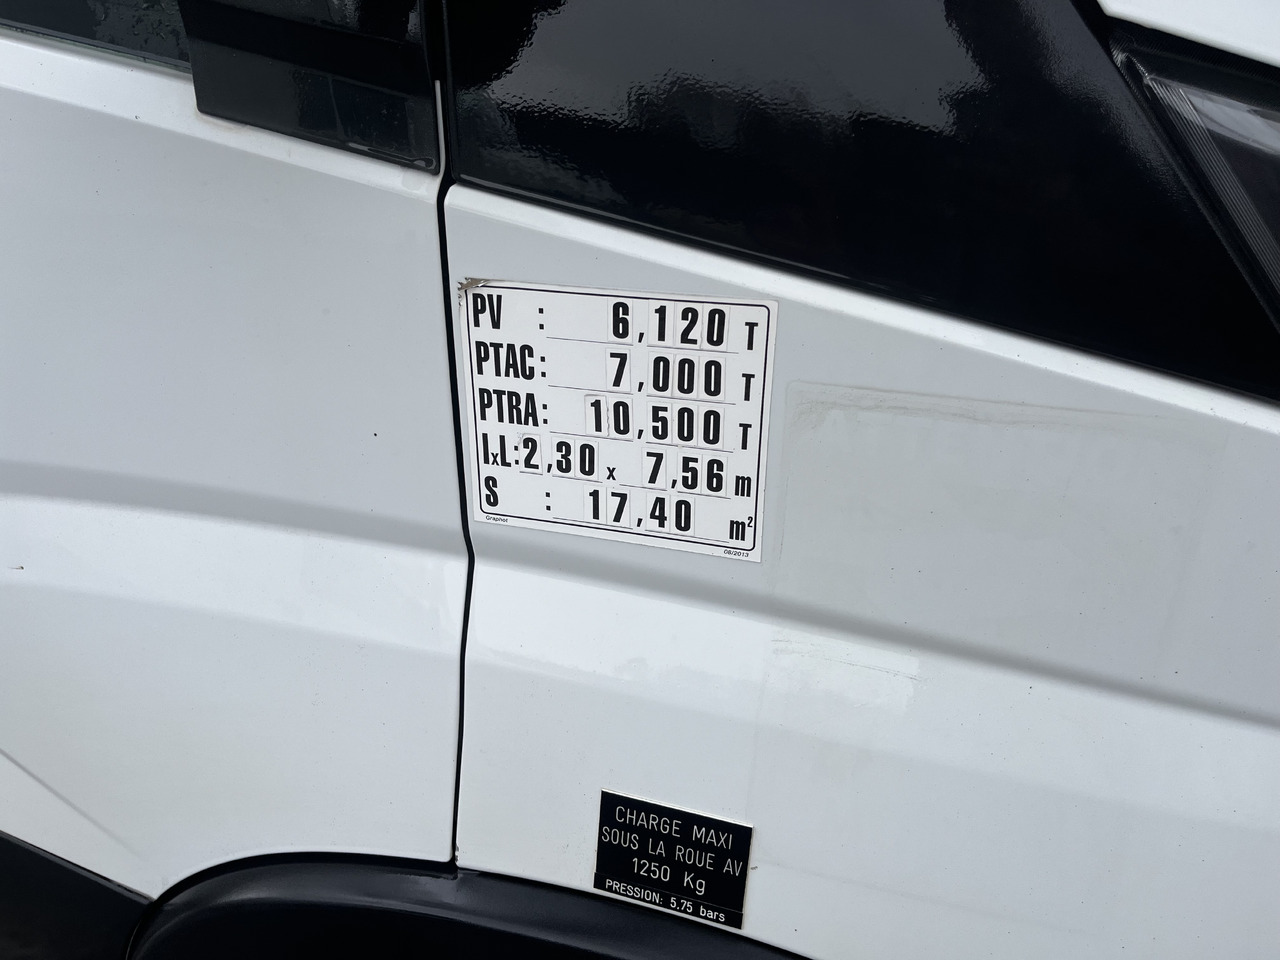 PV : 6,120 T
PTAC: 7,000 T
PTRA: 10,500 T
lxL: 2,30 x 7,56 m
S : 17,40 m²
Graphot 08/2013
CHARGE MAXI
SOUS LA ROUE AV
1250 Kg
PRESSION: 5.75 bars